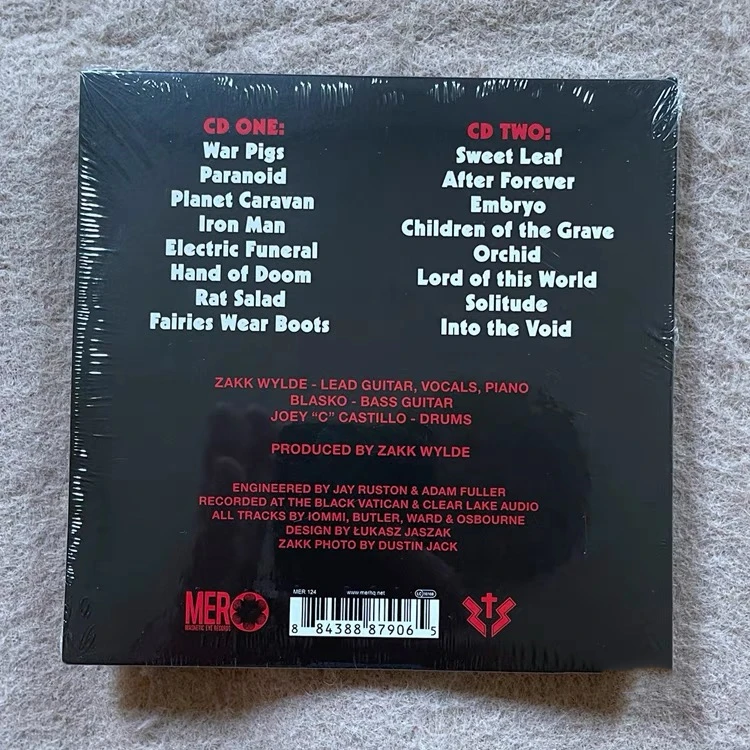 CD ONE:
War Pigs
Paranoid
Planet Caravan
Iron Man
Electric Funeral
Hand of Doom
Rat Salad
Fairies Wear Boots
CD TWO:
Sweet Leaf
After Forever
Embryo
Children of the Grave
Orchid
Lord of this World
Solitude
Into the Void
ZAKK WYLDE - LEAD GUITAR, VOCALS, PIANO
BLASKO - BASS GUITAR
JOEY “C” CASTILLO - DRUMS
PRODUCED BY ZAKK WYLDE
ENGINEERED BY JAY RUSTON & ADAM FULLER
RECORDED AT THE BLACK VATICAN & CLEAR LAKE AUDIO
ALL TRACKS BY IOMMI, BUTLER, WARD & OSBOURNE
DESIGN BY ŁUKASZ JASZAK
ZAKK PHOTO BY DUSTIN JACK
MER
MAGNETIC EYE RECORDS
MER 124 www.merhq.net
8 84388 87906 5